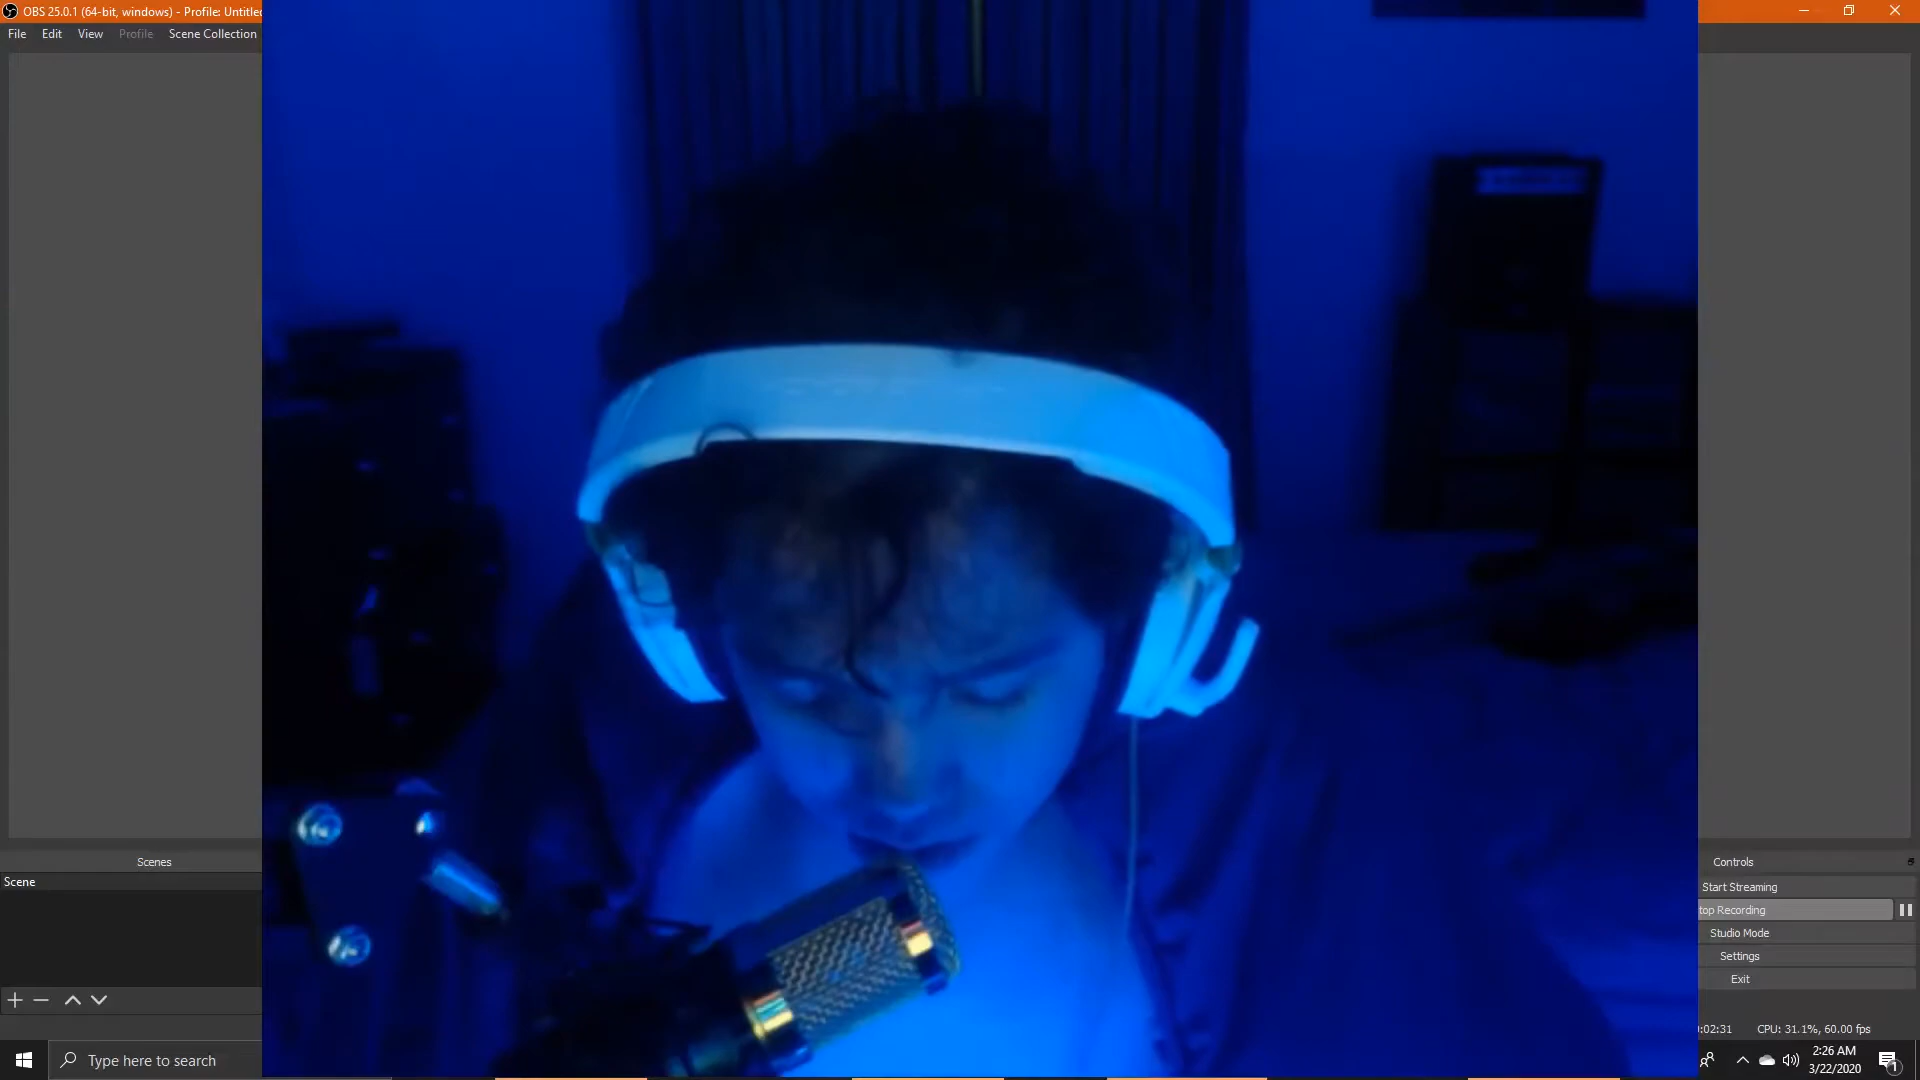 OBS 25.0.1 (64-bit, windows) - Profile: Untitled
File Edit View Profile Scene Collection
Scenes
Scene
Controls
Start Streaming
top Recording
Studio Mode
Settings
Exit
:02:31 CPU: 31.1%, 60.00 fps
Type here to search
2:26 AM
3/22/2020
1